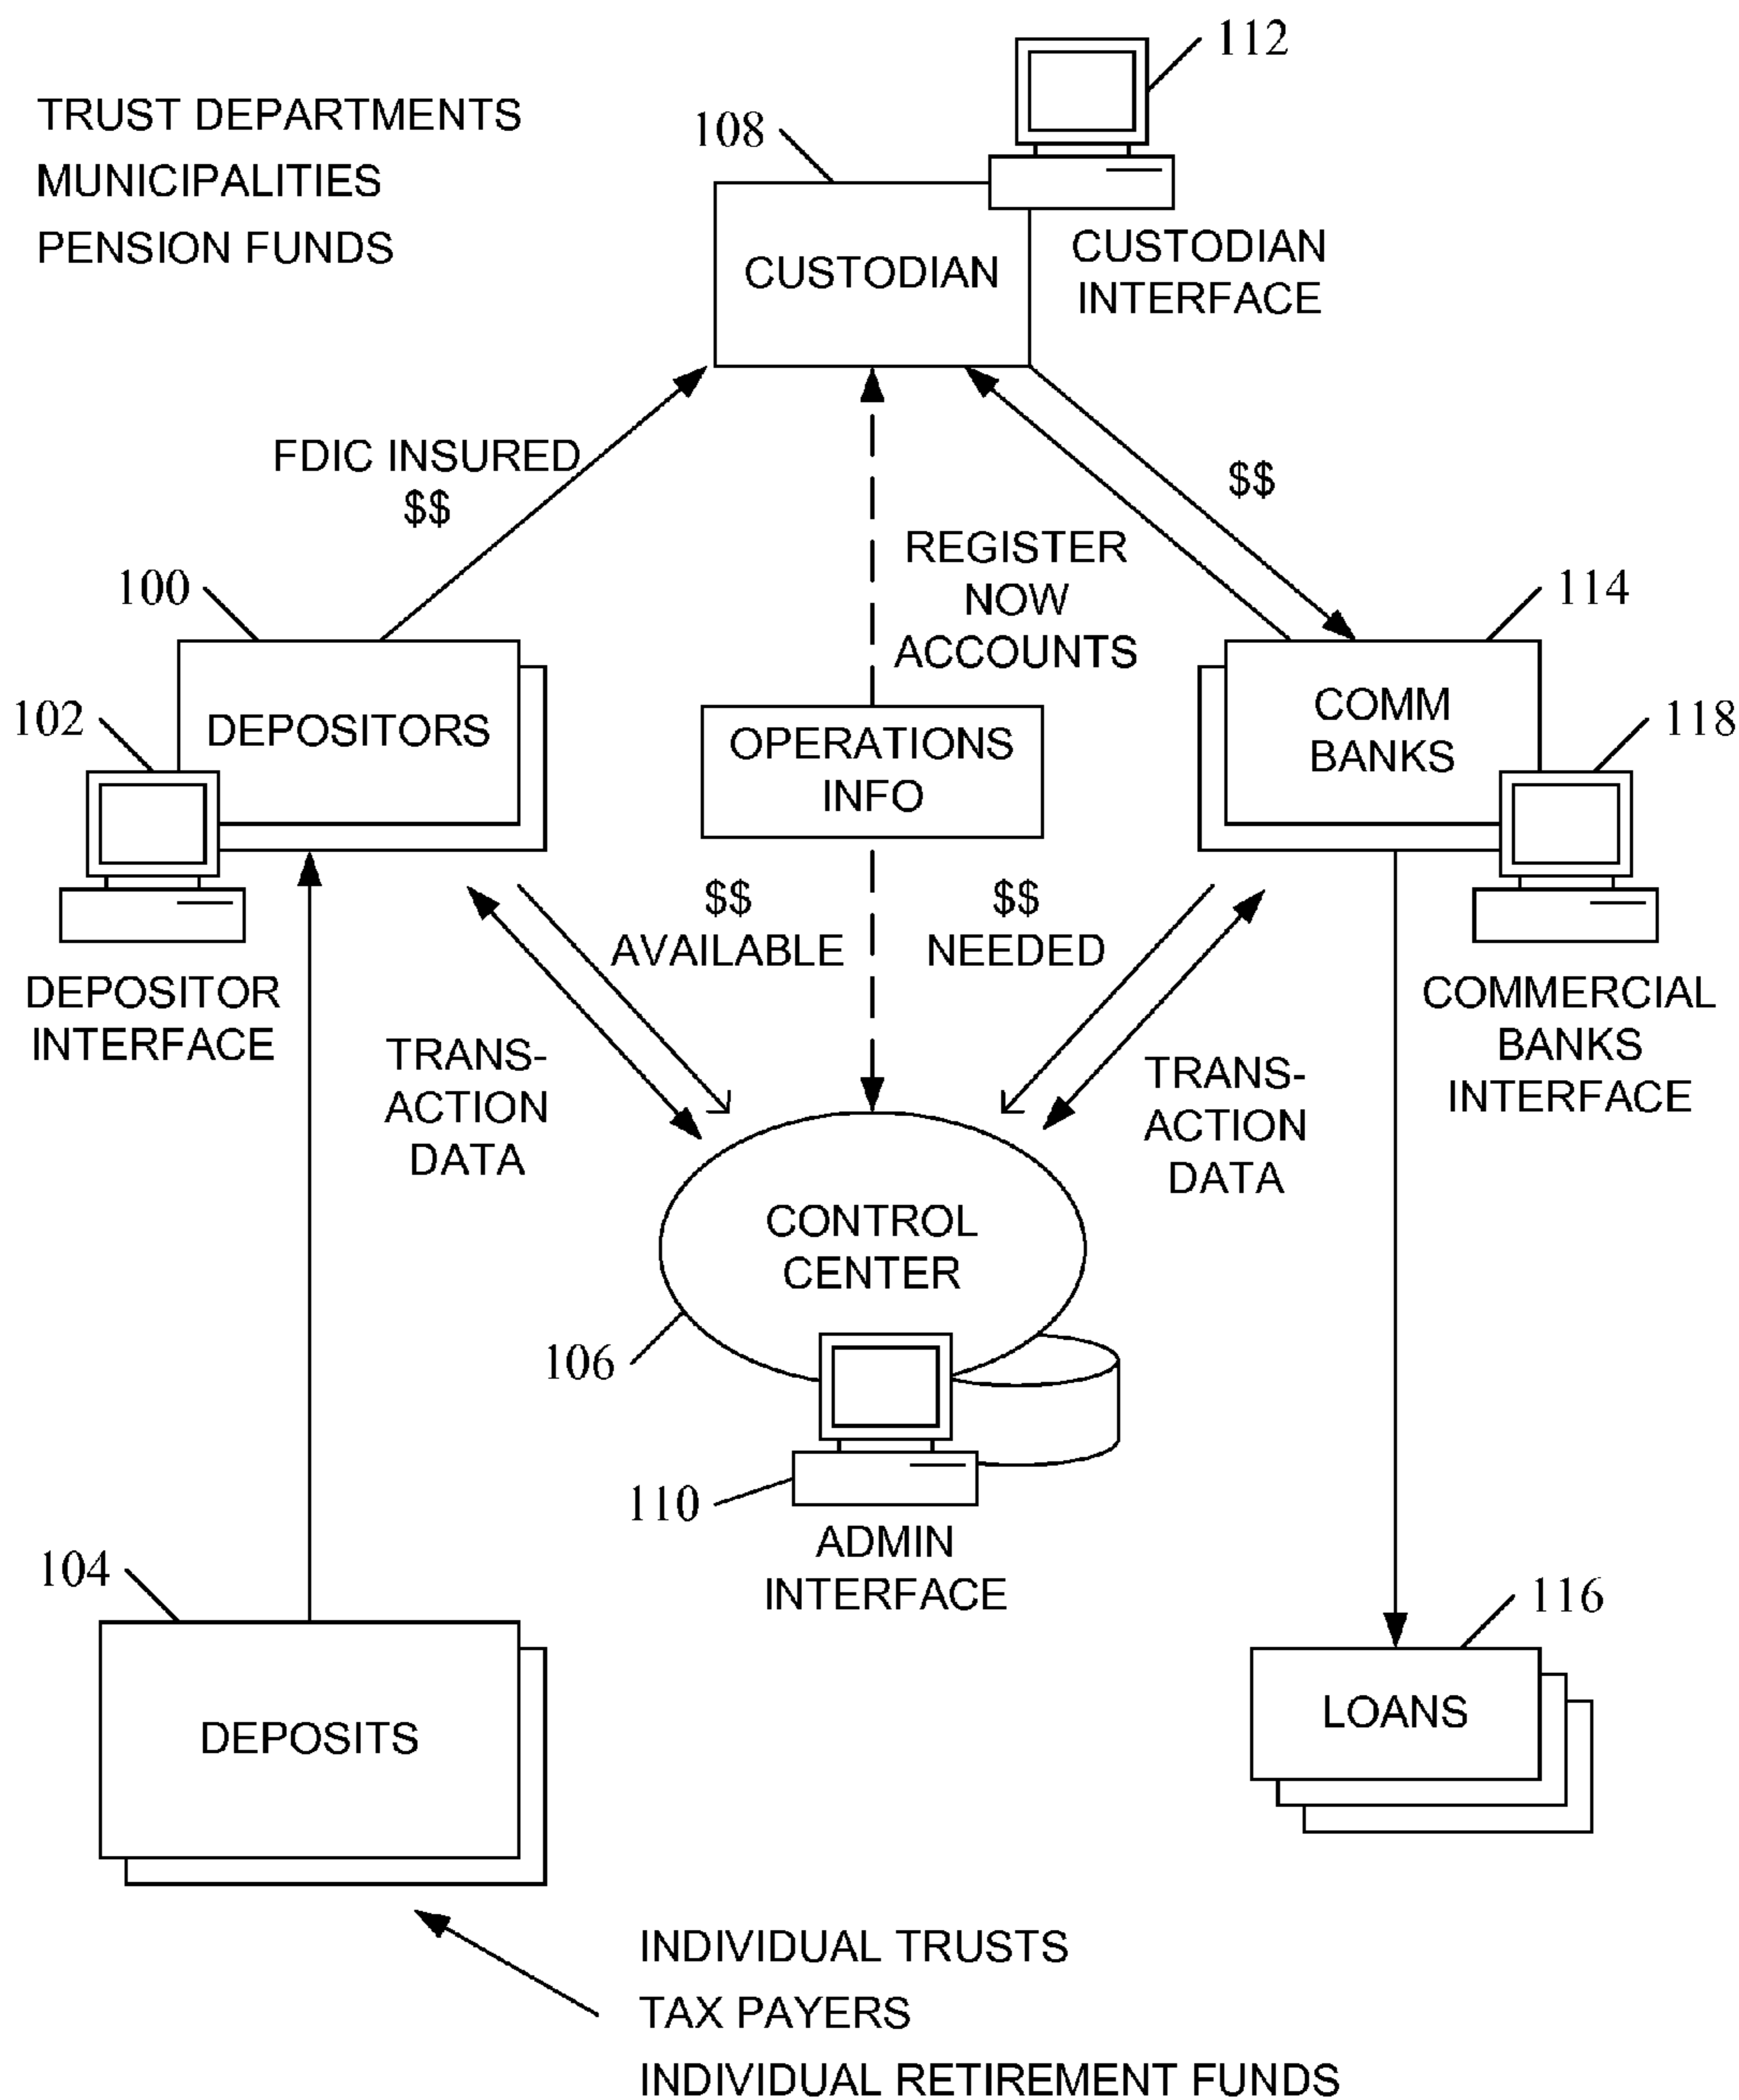 112
TRUST DEPARTMENTS
MUNICIPALITIES
PENSION FUNDS
108
CUSTODIAN
CUSTODIAN
INTERFACE
FDIC INSURED
$$
$$
REGISTER
NOW
ACCOUNTS
100
114
DEPOSITORS
102
COMM
BANKS
118
OPERATIONS
INFO
$$
AVAILABLE
$$
NEEDED
DEPOSITOR
INTERFACE
COMMERCIAL
BANKS
INTERFACE
TRANS-
ACTION
DATA
TRANS-
ACTION
DATA
CONTROL
CENTER
106
110
ADMIN
INTERFACE
104
DEPOSITS
116
LOANS
INDIVIDUAL TRUSTS
TAX PAYERS
INDIVIDUAL RETIREMENT FUNDS